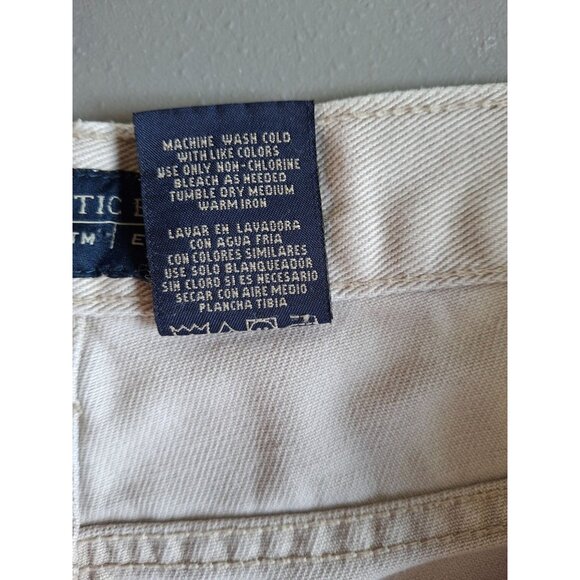 MACHINE WASH COLD
WITH LIKE COLORS
USE ONLY NON-CHLORINE
BLEACH AS NEEDED
TUMBLE DRY MEDIUM
WARM IRON
LAVAR EN LAVADORA
CON AGUA FRIA
CON COLORES SIMILARES
USE SOLO BLANQUEADOR
SIN CLORO SI ES NECESARIO
SECAR CON AIRE MEDIO
PLANCHA TIBIA
TIC
TM